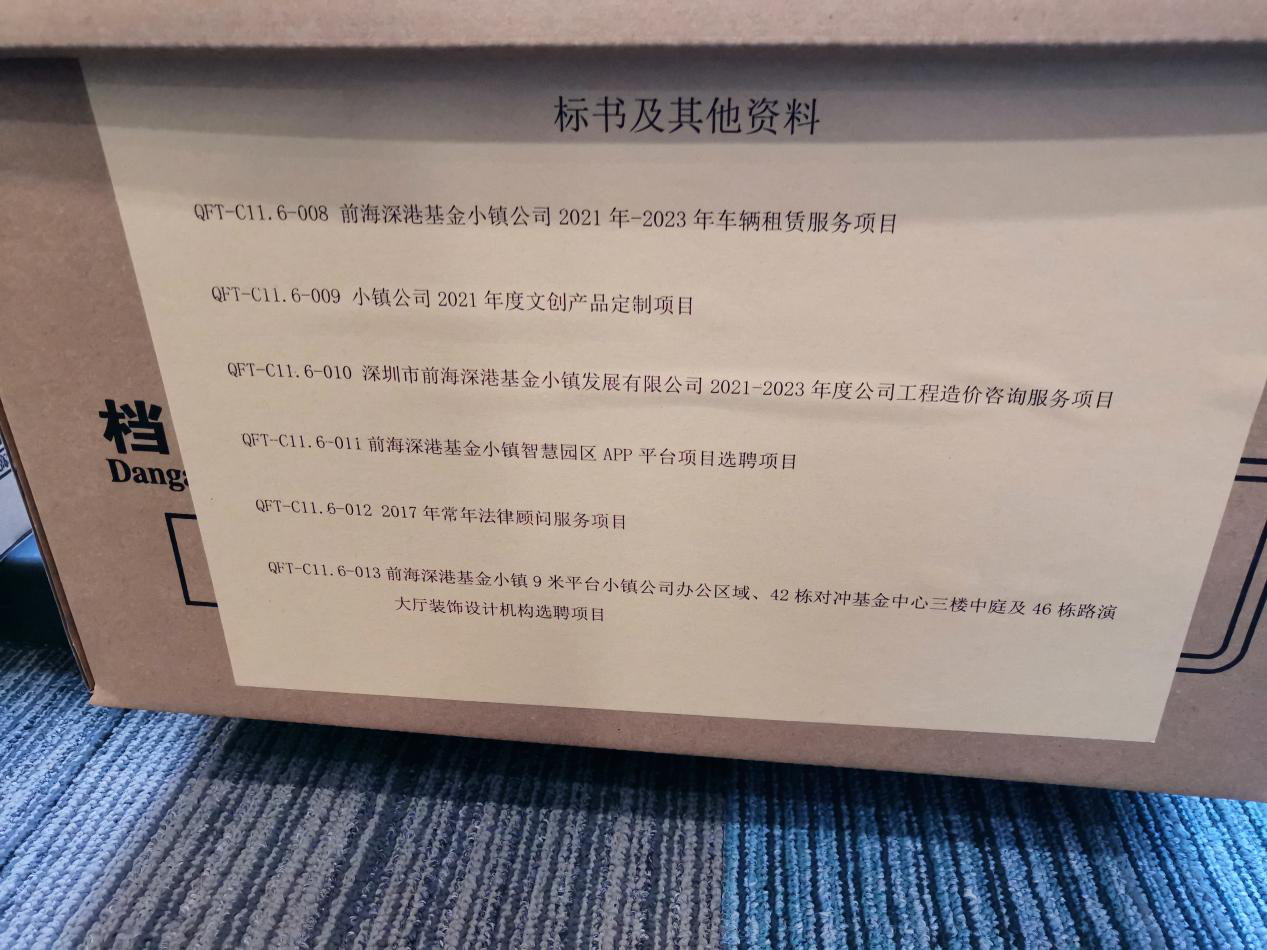 标书及其他资料
QFT-C11.6-008 前海深港基金小镇公司 2021 年-2023 年车辆租赁服务项目
QFT-C11.6-009 小镇公司 2021 年度文创产品定制项目
QFT-C11.6-010 深圳市前海深港基金小镇发展有限公司 2021-2023 年度公司工程造价咨询服务项目
QFT-C11.6-01i 前海深港基金小镇智慧园区 APP 平台项目选聘项目
QFT-C11.6-012 2017 年常年法律顾问服务项目
QFT-C11.6-013 前海深港基金小镇 9 米平台小镇公司办公区域、42 栋对冲基金中心三楼中庭及 46 栋路演
大厅装饰设计机构选聘项目
档
Danga